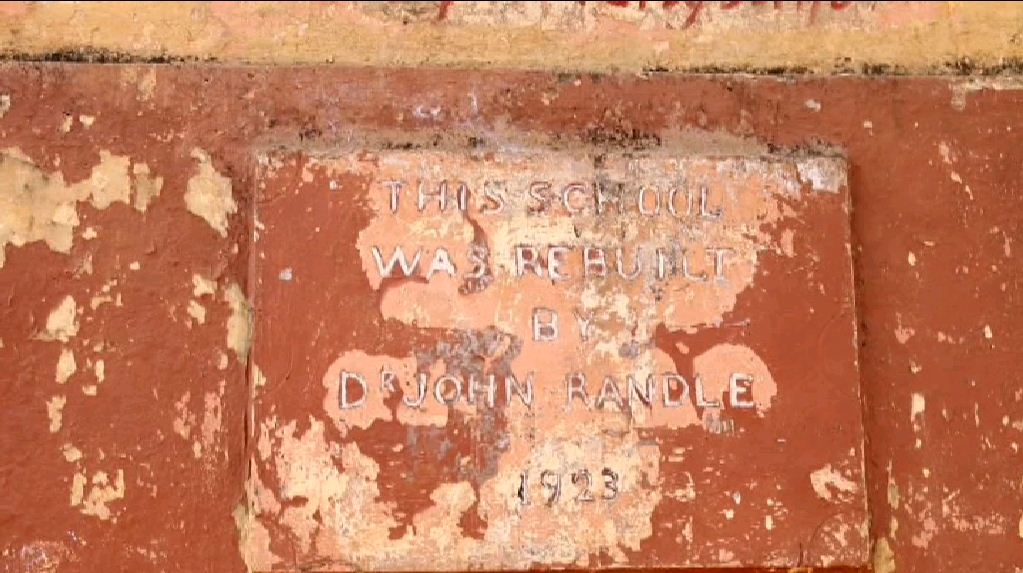 THIS SCHOOL
WAS REBUILT
BY
DR JOHN RANDLE
1923